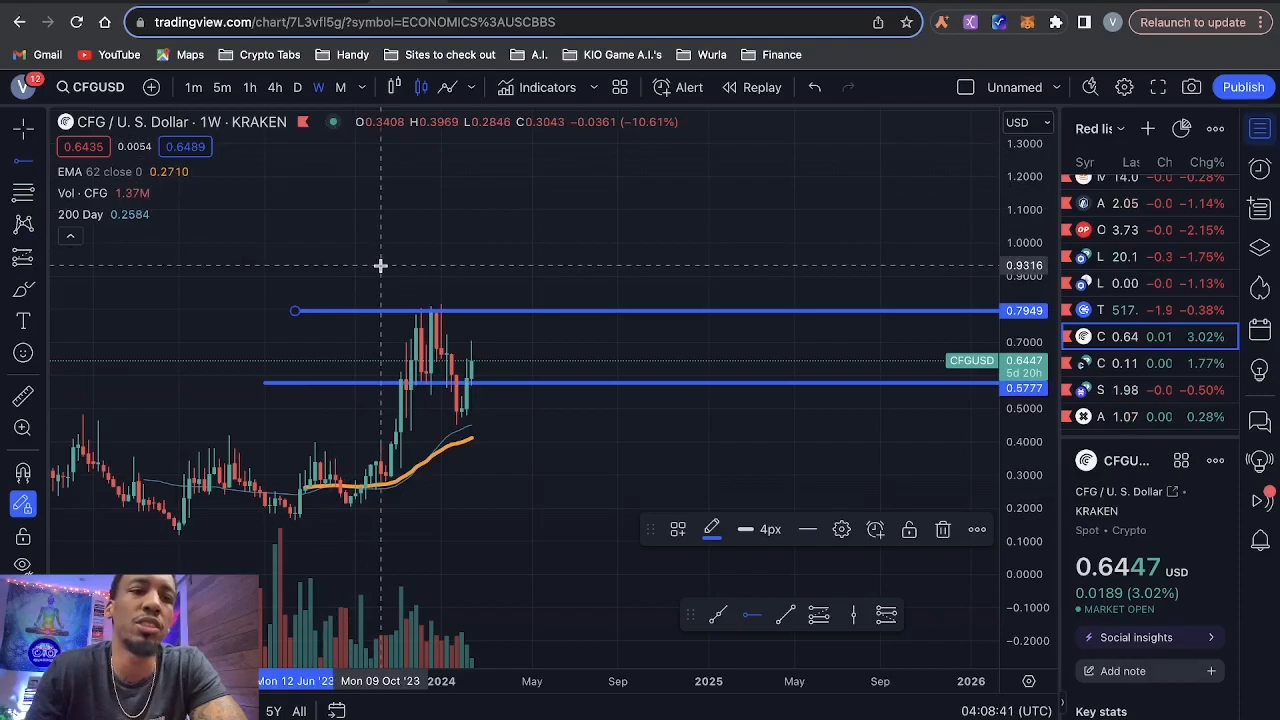 tradingview.com/chart/7L3vfl5g/?symbol=ECONOMICS%3AUSCBBS
V
Relaunch to update
Gmail
YouTube
Maps
Crypto Tabs
Handy
Sites to check out
A.I.
KIO Game A.I.'s
Wurla
Finance
V
12
CFGUSD
1m 5m 1h 4h D W M
Indicators
Alert
Replay
Unnamed
Publish
CFG / U. S. Dollar · 1W · KRAKEN
O0.3408 H0.3969 L0.2846 C0.3043 −0.0361 (−10.61%)
USD
0.6435 0.0054 0.6489
EMA 62 close 0 0.2710
Vol · CFG 1.37M
200 Day 0.2584
1.3000
1.2000
1.1000
1.0000
0.9316
0.9000
0.7949
0.7000
CFGUSD 0.6447
5d 20h
0.5777
0.5000
0.4000
0.3000
0.2000
0.1000
0.0000
−0.1000
−0.2000
4px
Mon 12 Jun '23 Mon 09 Oct '23 2024 May Sep 2025 May Sep 2026
5Y All
04:08:41 (UTC)
Red lis
Syr Las Ch Chg%
14.0 −0.0 −0.28%
A 2.05 −0.0 −1.14%
OP O 3.73 −0.0 −2.15%
L 20.1 −0.3 −1.75%
L 0.00 −0.0 −1.13%
T 517. −1.9 −0.38%
C 0.64 0.01 3.02%
C 0.11 0.00 1.77%
S 1.98 −0.0 −0.50%
A 1.07 0.00 0.28%
CFGU...
CFG / U. S. Dollar
KRAKEN
Spot • Crypto
0.6447 USD
0.0189 (3.02%)
MARKET OPEN
Social insights
Add note
Key stats